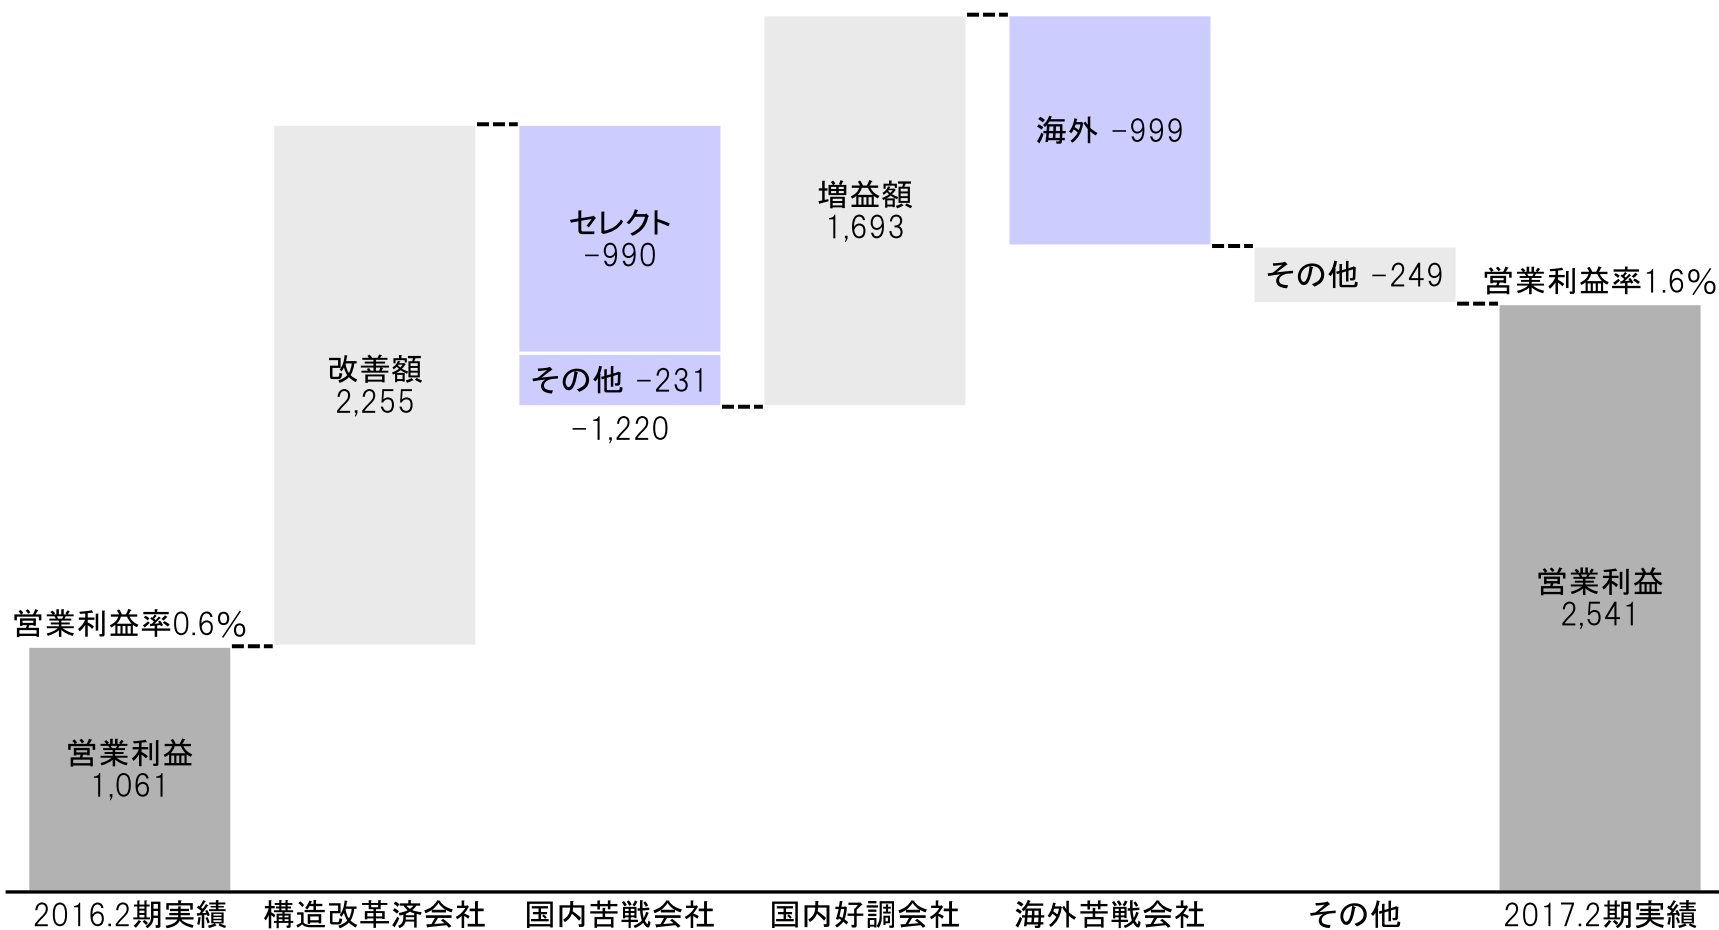 営業利益率0.6%
営業利益
1,061
改善額
2,255
セレクト
-990
その他 -231
-1,220
増益額
1,693
海外 -999
その他 -249
営業利益率1.6%
営業利益
2,541
2016.2期実績
構造改革済会社
国内苦戦会社
国内好調会社
海外苦戦会社
その他
2017.2期実績